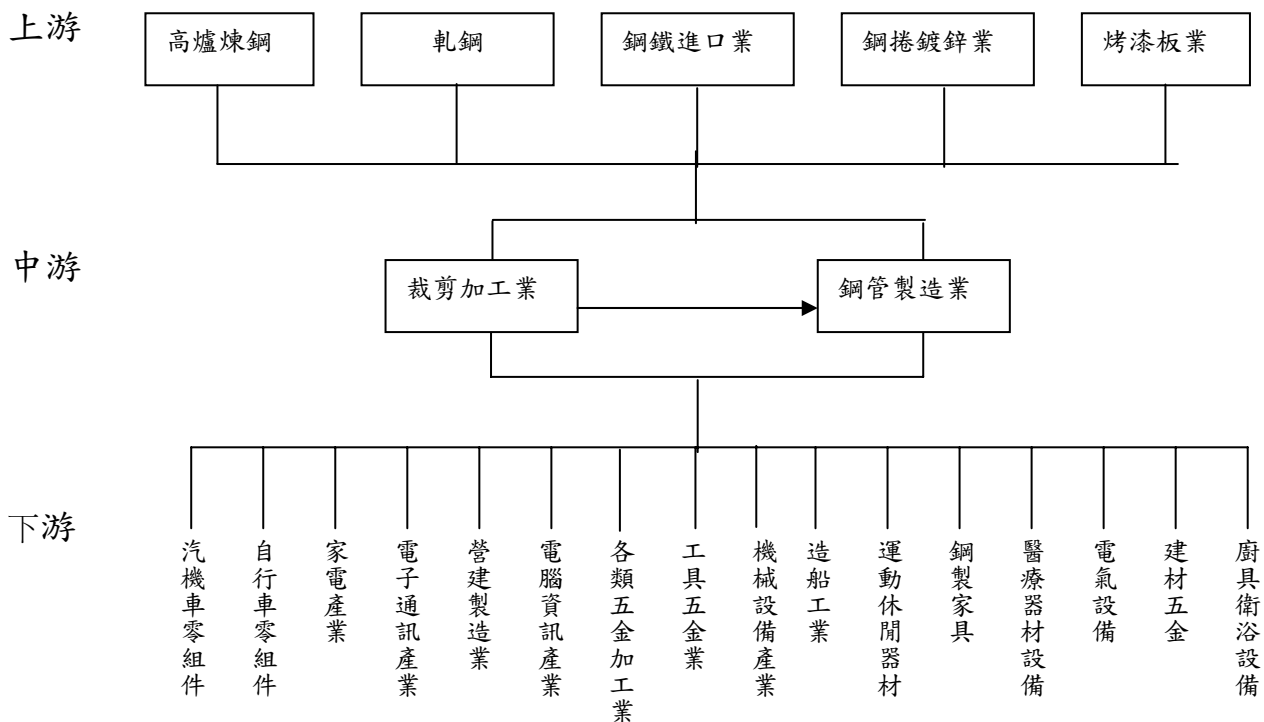 上游
高爐煉鋼
軋鋼
鋼鐵進口業
鋼捲鍍鋅業
烤漆板業
中游
裁剪加工業
鋼管製造業
下游
汽機車零組件
自行車零組件
家電產業
電子通訊產業
營建製造業
電腦資訊產業
各類五金加工業
工具五金業
機械設備產業
造船工業
運動休閒器材
鋼製家具
醫療器材設備
電氣設備
建材五金
廚具衛浴設備